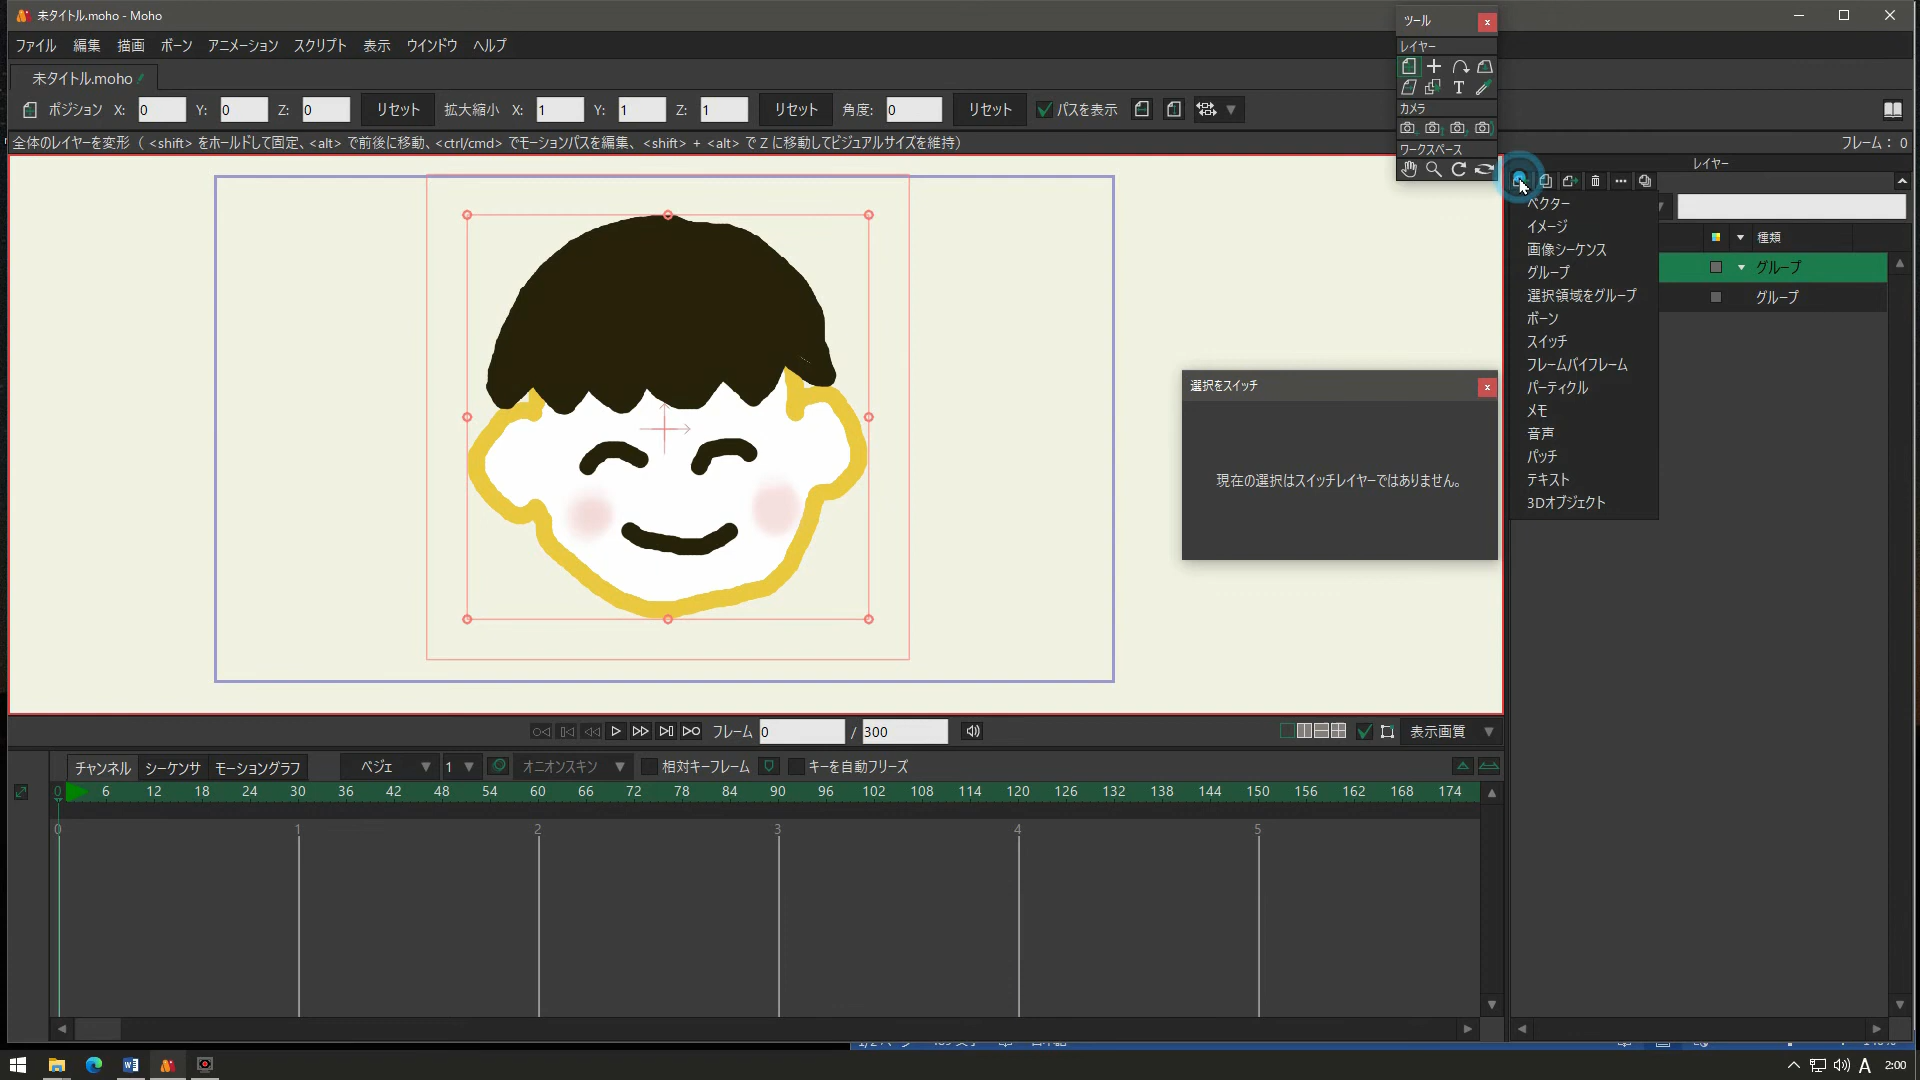 未タイトル.moho - Moho
ファイル 編集 描画 ボーン アニメーション スクリプト 表示 ウインドウ ヘルプ
未タイトル.moho
ポジション X: 0 Y: 0 Z: 0 リセット 拡大縮小 X: 1 Y: 1 Z: 1 リセット 角度: 0 リセット パスを表示
全体のレイヤーを変形（ <shift> をホールドして固定、<alt> で前後に移動、<ctrl/cmd> でモーションパスを編集、<shift> + <alt> で Z に移動してビジュアルサイズを維持）
フレーム： 0
ツール
レイヤー
T
カメラ
ワークスペース
レイヤー
ベクター
イメージ
画像シーケンス
グループ
選択領域をグループ
ボーン
スイッチ
フレームバイフレーム
パーティクル
メモ
音声
パッチ
テキスト
3Dオブジェクト
種類
グループ
グループ
選択をスイッチ
現在の選択はスイッチレイヤーではありません。
フレーム 0 / 300 表示画質
チャンネル シーケンサ モーショングラフ ベジェ 1 オニオンスキン 相対キーフレーム キーを自動フリーズ
0 6 12 18 24 30 36 42 48 54 60 66 72 78 84 90 96 102 108 114 120 126 132 138 144 150 156 162 168 174
0 1 2 3 4 5
A 2:00